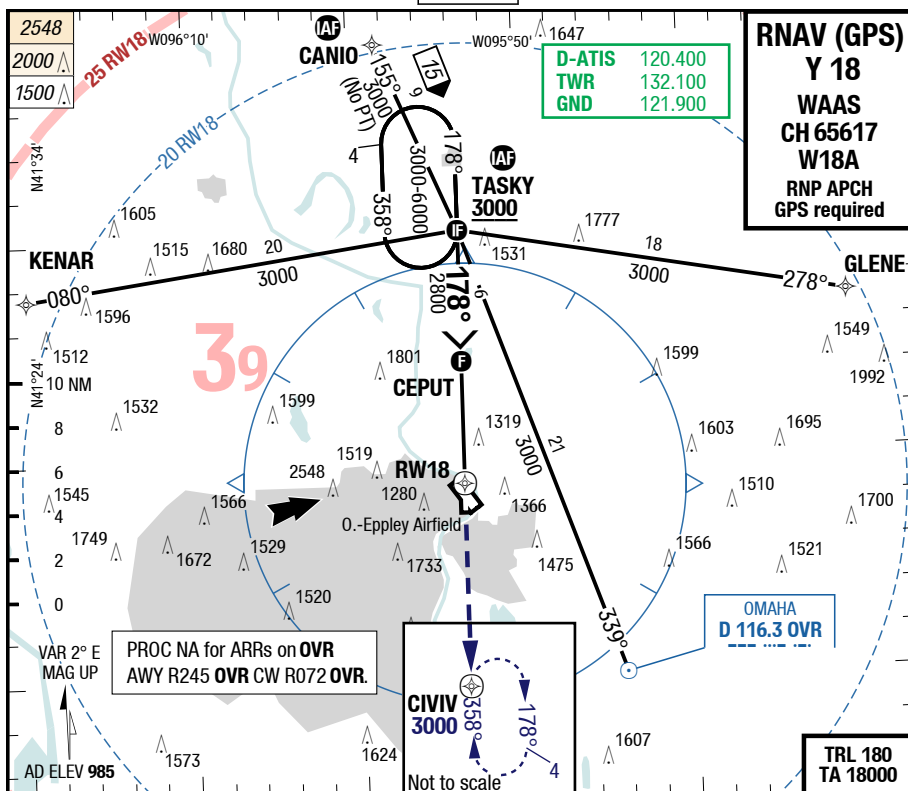 2548
2000
1500
25 RW18
20 RW18
W096°10'
W095°50'
N41°34'
N41°24'
IAF
CANIO
155°
3000
(No PT)
15
9
4
178°
358°
3000-6000
IAF
TASKY
3000
IF
1647
D-ATIS 120.400
TWR 132.100
GND 121.900
RNAV (GPS)
Y 18
WAAS
CH 65617
W18A
RNP APCH
GPS required
1605
1515
1680
20
3000
KENAR
080°
1596
1512
1531
1777
18
3000
278°
GLENE
178°
2800
6.
F
CEPUT
39
1801
1599
1599
1549
1992
10 NM
8
6
4
2
0
1532
1519
2548
1566
1545
1749
1672
1529
1520
1280
RW18
O.-Eppley Airfield
1733
1319
3000
21
1366
1475
1603
1695
1510
1700
1566
1521
339°
OMAHA
D 116.3 OVR
VAR 2° E
MAG UP
PROC NA for ARRs on OVR
AWY R245 OVR CW R072 OVR.
AD ELEV 985
1573
1624
CIVIV
3000
358°
178°
4
Not to scale
1607
TRL 180
TA 18000